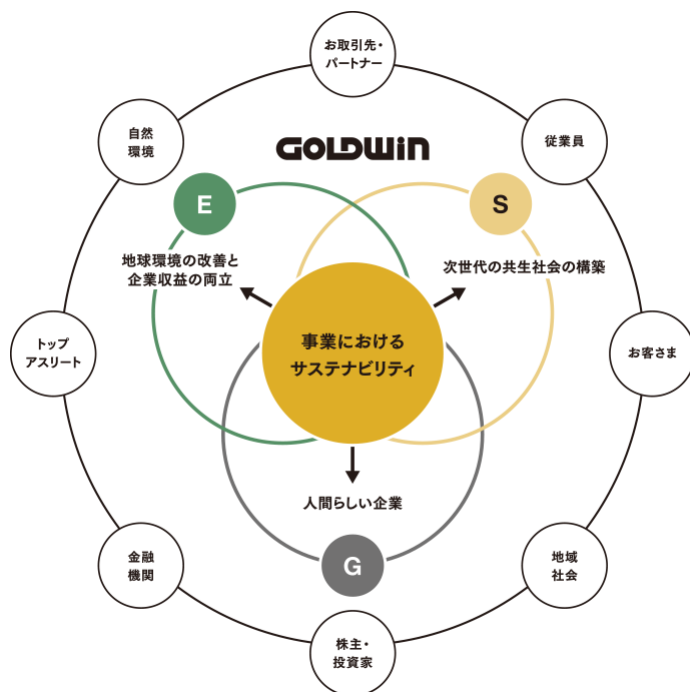 お取引先・
パートナー
自然
環境
従業員
GOLDWiN
E
S
地球環境の改善と
企業収益の両立
次世代の共生社会の構築
トップ
アスリート
事業における
サステナビリティ
お客さま
人間らしい企業
金融
機関
G
地域
社会
株主・
投資家